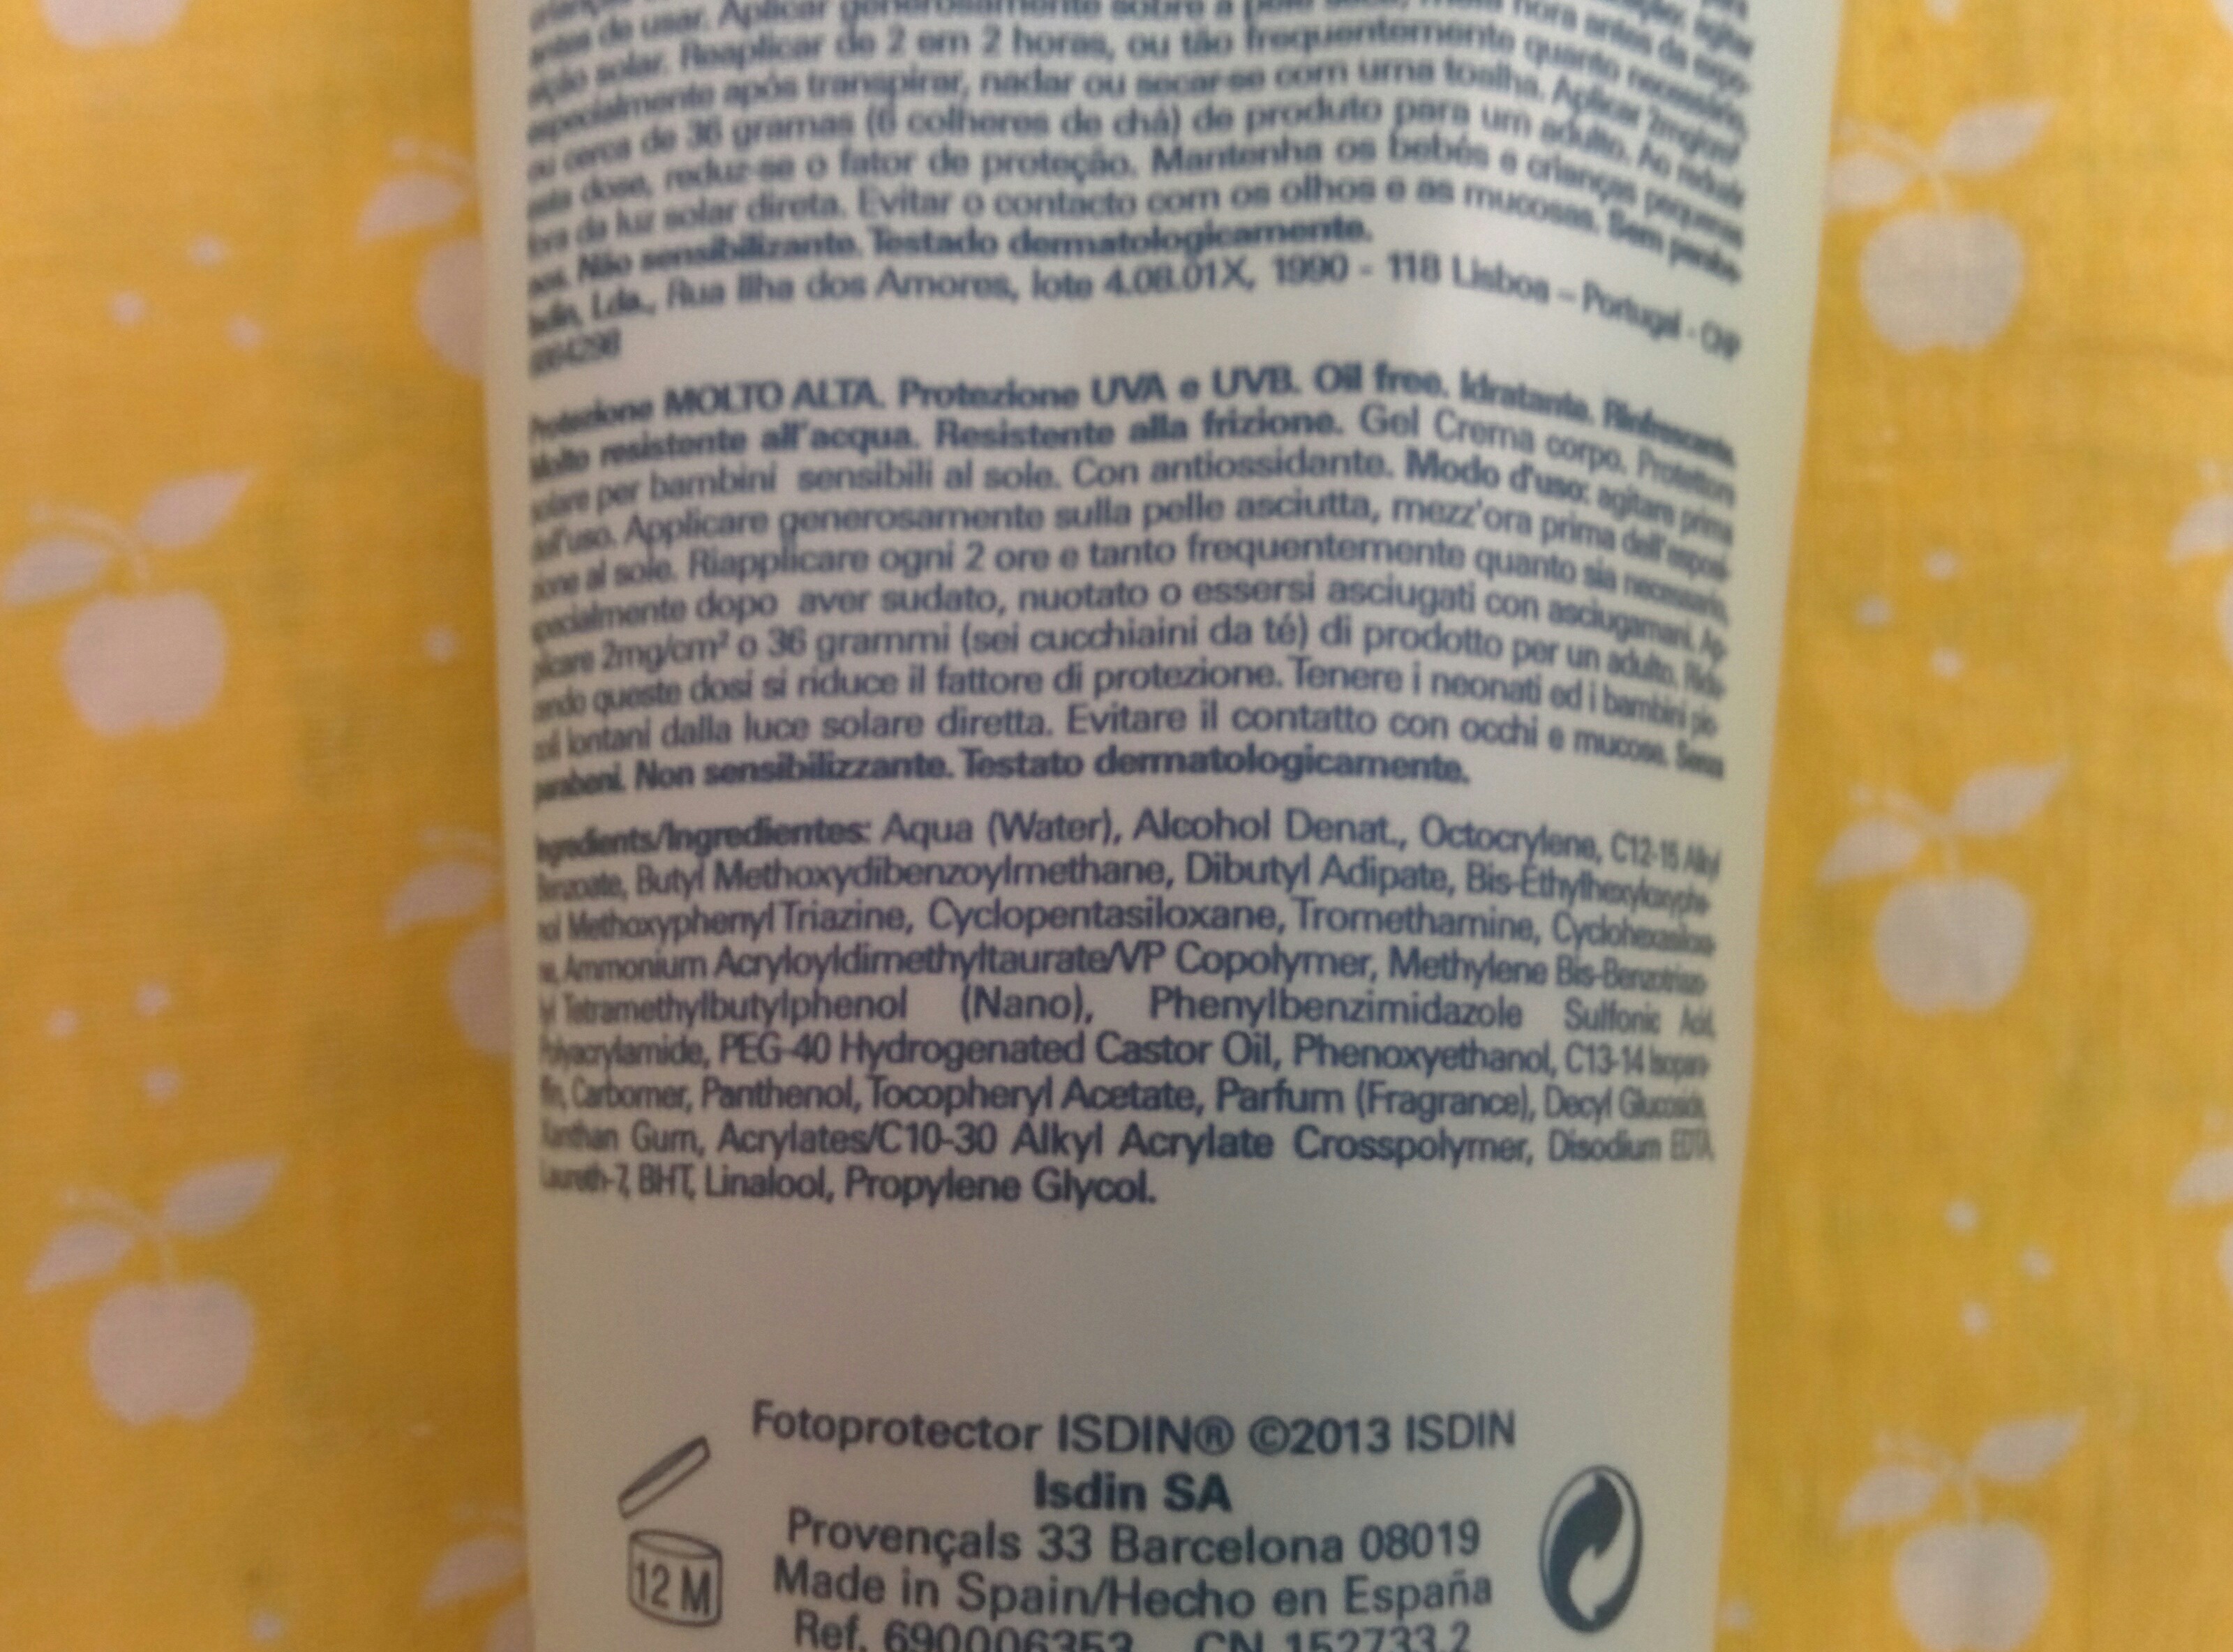 antes de usar. Aplicar generosamente sobre a
solar. Reaplicar de 2 em 2 horas, ou tão frequentemente quanto necessário,
especialmente após transpirar, nadar ou secar-se com uma toalha. Aplicar 2mg/cm²
ou cerca de 36 gramas (6 colheres de chá) de produto para um adulto. Ao reduzir
esta dose, reduz-se o fator de proteção. Mantenha os bebés e crianças pequenas
fora da luz solar direta. Evitar o contacto com os olhos e as mucosas. Sem parabe-
nos. Não sensibilizante. Testado dermatologicamente.
Isdin, Lda., Rua Ilha dos Amores, lote 4.08.01X, 1990 - 118 Lisboa – Portugal -
Protezione MOLTO ALTA. Protezione UVA e UVB. Oil free. Idratante. Rinfrescante.
Molto resistente all'acqua. Resistente alla frizione. Gel Crema corpo. Protettore
solare per bambini sensibili al sole. Con antiossidante. Modo d'uso: agitare prima
dell'uso. Applicare generosamente sulla pelle asciutta, mezz'ora prima dell'esposi-
zione al sole. Riapplicare ogni 2 ore e tanto frequentemente quanto sia necessario,
specialmente dopo aver sudato, nuotato o essersi asciugati con asciugamani. Ap-
plicare 2mg/cm² o 36 grammi (sei cucchiaini da té) di prodotto per un adulto. Ridu-
cendo queste dosi si riduce il fattore di protezione. Tenere i neonati ed i bambini pic-
coli lontani dalla luce solare diretta. Evitare il contatto con occhi e mucose. Senza
parabeni. Non sensibilizzante. Testato dermatologicamente.
Ingredients/Ingredientes: Aqua (Water), Alcohol Denat., Octocrylene, C12-15 Alkyl
Benzoate, Butyl Methoxydibenzoylmethane, Dibutyl Adipate, Bis-Ethylhexyloxyphe-
nol Methoxyphenyl Triazine, Cyclopentasiloxane, Tromethamine, Cyclohexasiloxa-
ne, Ammonium Acryloyldimethyltaurate/VP Copolymer, Methylene Bis-Benzotriazo-
lyl Tetramethylbutylphenol (Nano), Phenylbenzimidazole Sulfonic Acid,
Polyacrylamide, PEG-40 Hydrogenated Castor Oil, Phenoxyethanol, C13-14 Isopara-
ffin, Carbomer, Panthenol, Tocopheryl Acetate, Parfum (Fragrance), Decyl Glucoside,
Xanthan Gum, Acrylates/C10-30 Alkyl Acrylate Crosspolymer, Disodium EDTA,
Laureth-7, BHT, Linalool, Propylene Glycol.
Fotoprotector ISDIN® ©2013 ISDIN
Isdin SA
Provençals 33 Barcelona 08019
Made in Spain/Hecho en España
12 M
Ref. 690006353 CN 152733.2